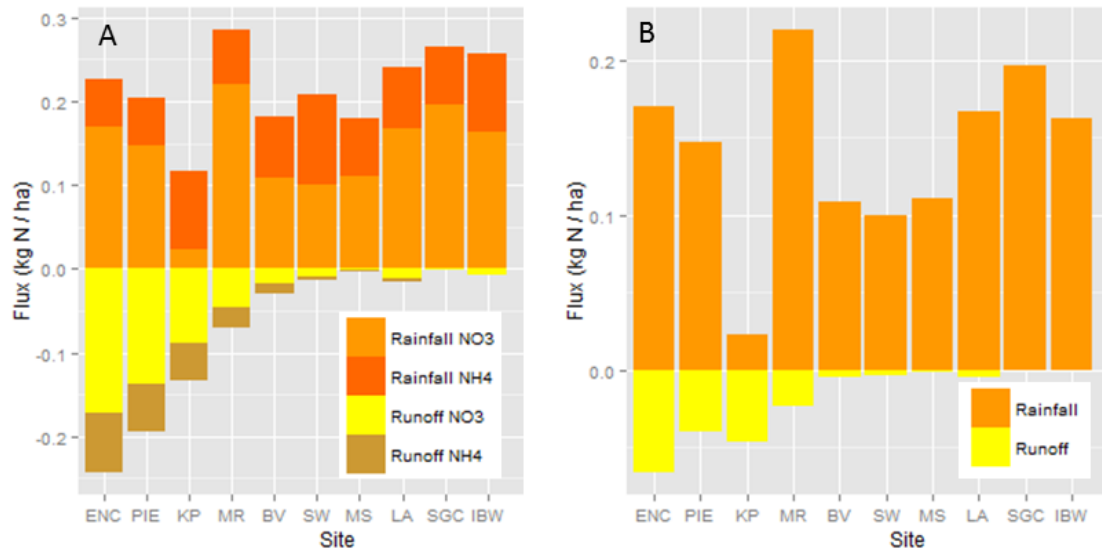 A
0.3
0.2
0.1
0.0
-0.1
-0.2
Flux (kg N / ha)
Rainfall NO3
Rainfall NH4
Runoff NO3
Runoff NH4
ENC PIE KP MR BV SW MS LA SGC IBW
Site
B
0.2
0.1
0.0
Flux (kg N / ha)
Rainfall
Runoff
ENC PIE KP MR BV SW MS LA SGC IBW
Site